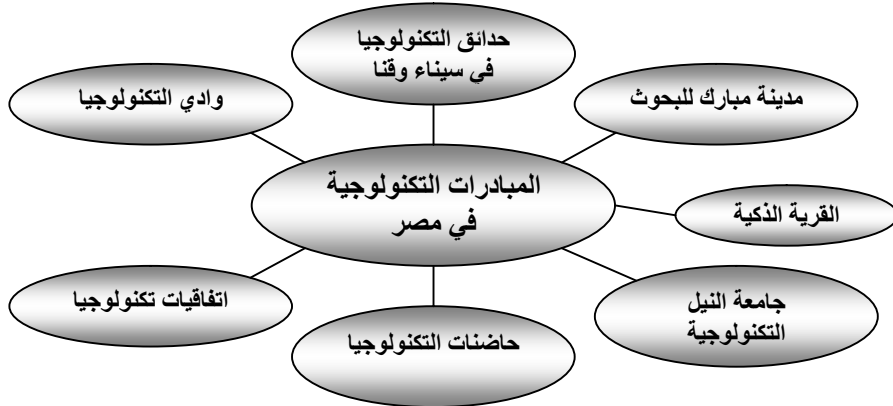 حدائق التكنولوجيا
في سيناء وقنا
مدينة مبارك للبحوث
وادي التكنولوجيا
المبادرات التكنولوجية
في مصر
القرية الذكية
جامعة النيل
التكنولوجية
اتفاقيات تكنولوجيا
حاضنات التكنولوجيا